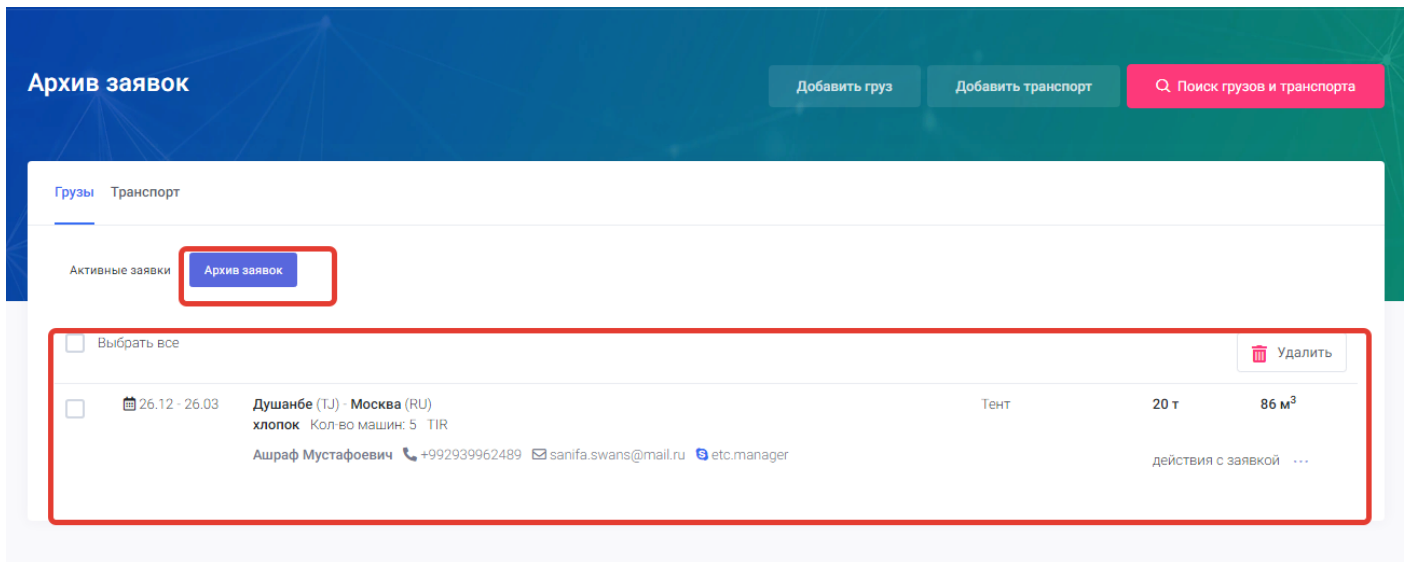 Архив заявок
Добавить груз
Добавить транспорт
Поиск грузов и транспорта
Грузы Транспорт
Активные заявки Архив заявок
Выбрать все
Удалить
26.12 - 26.03
Душанбе (TJ) - Москва (RU)
Тент
20 т
86 м³
хлопок Кол-во машин: 5 TIR
Ашраф Мустафоевич +992939962489 sanifa.swans@mail.ru etc.manager
действия с заявкой ...